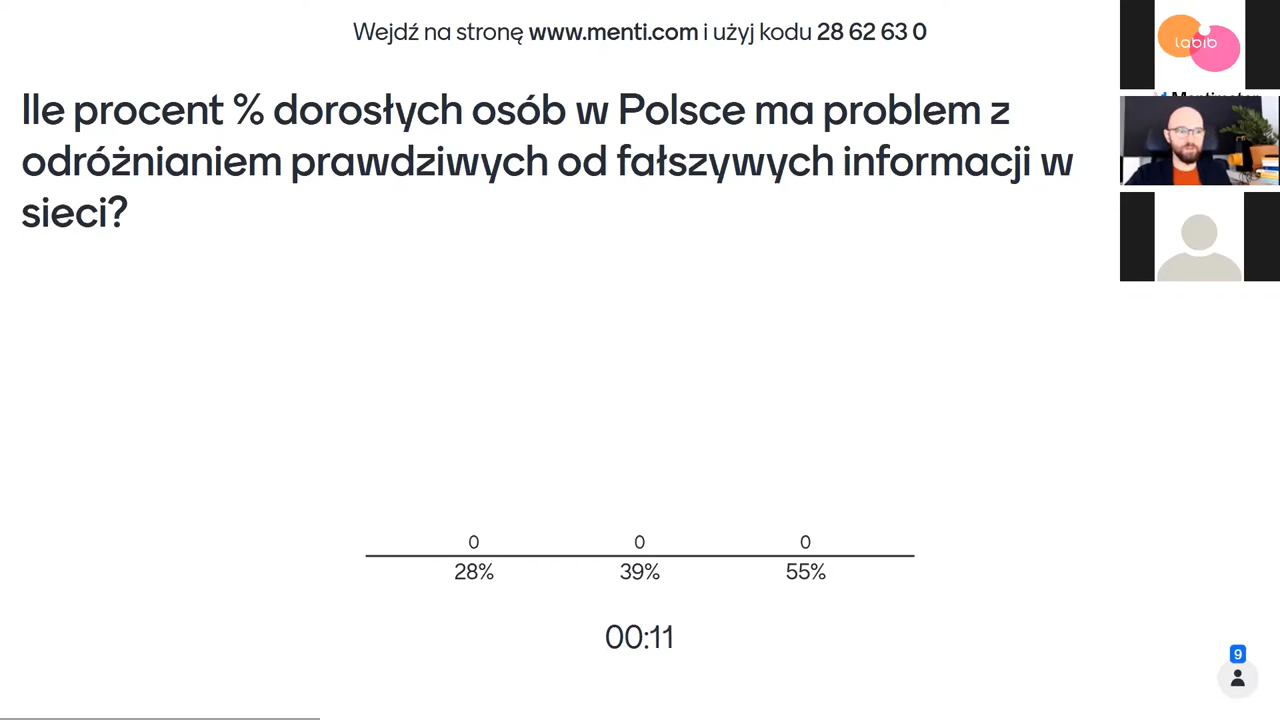 Wejdź na stronę www.menti.com i użyj kodu 28 62 63 0
Ile procent % dorosłych osób w Polsce ma problem z
odróżnianiem prawdziwych od fałszywych informacji w
sieci?
labib
0 0 0
28% 39% 55%
00:11
9